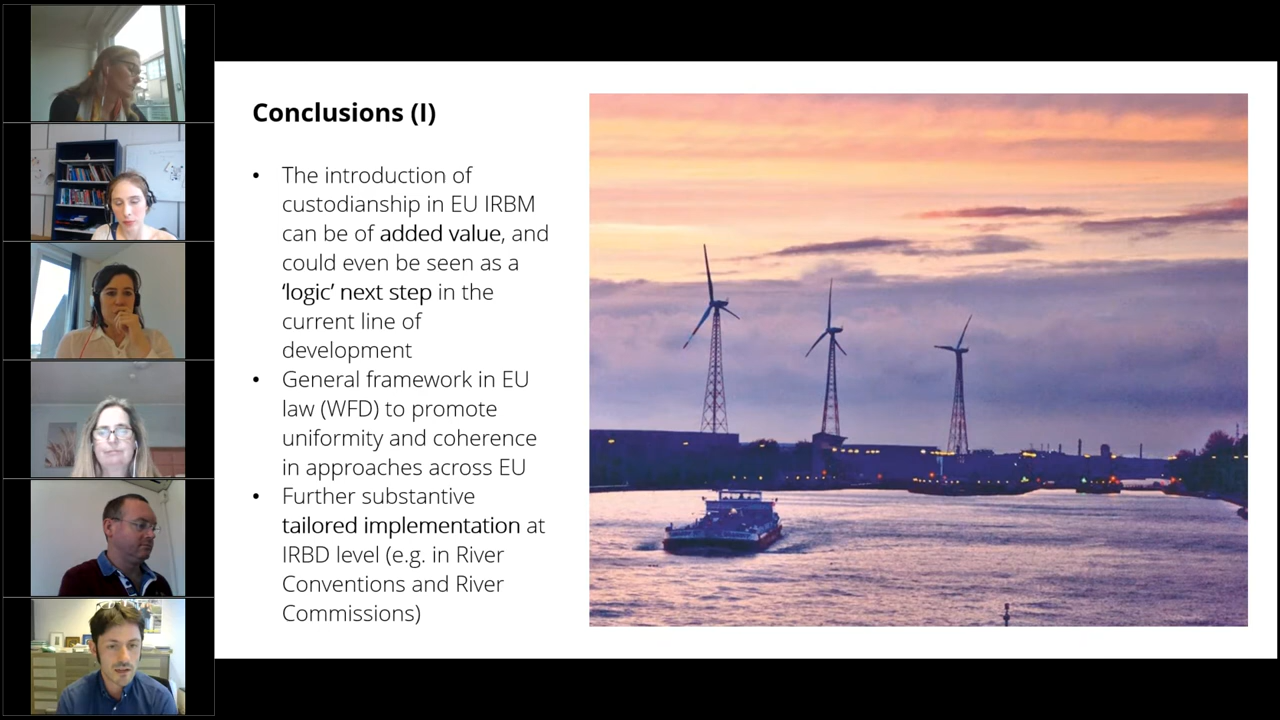 Conclusions (I)
• The introduction of
custodianship in EU IRBM
can be of added value, and
could even be seen as a
‘logic’ next step in the
current line of
development
• General framework in EU
law (WFD) to promote
uniformity and coherence
in approaches across EU
• Further substantive
tailored implementation at
IRBD level (e.g. in River
Conventions and River
Commissions)